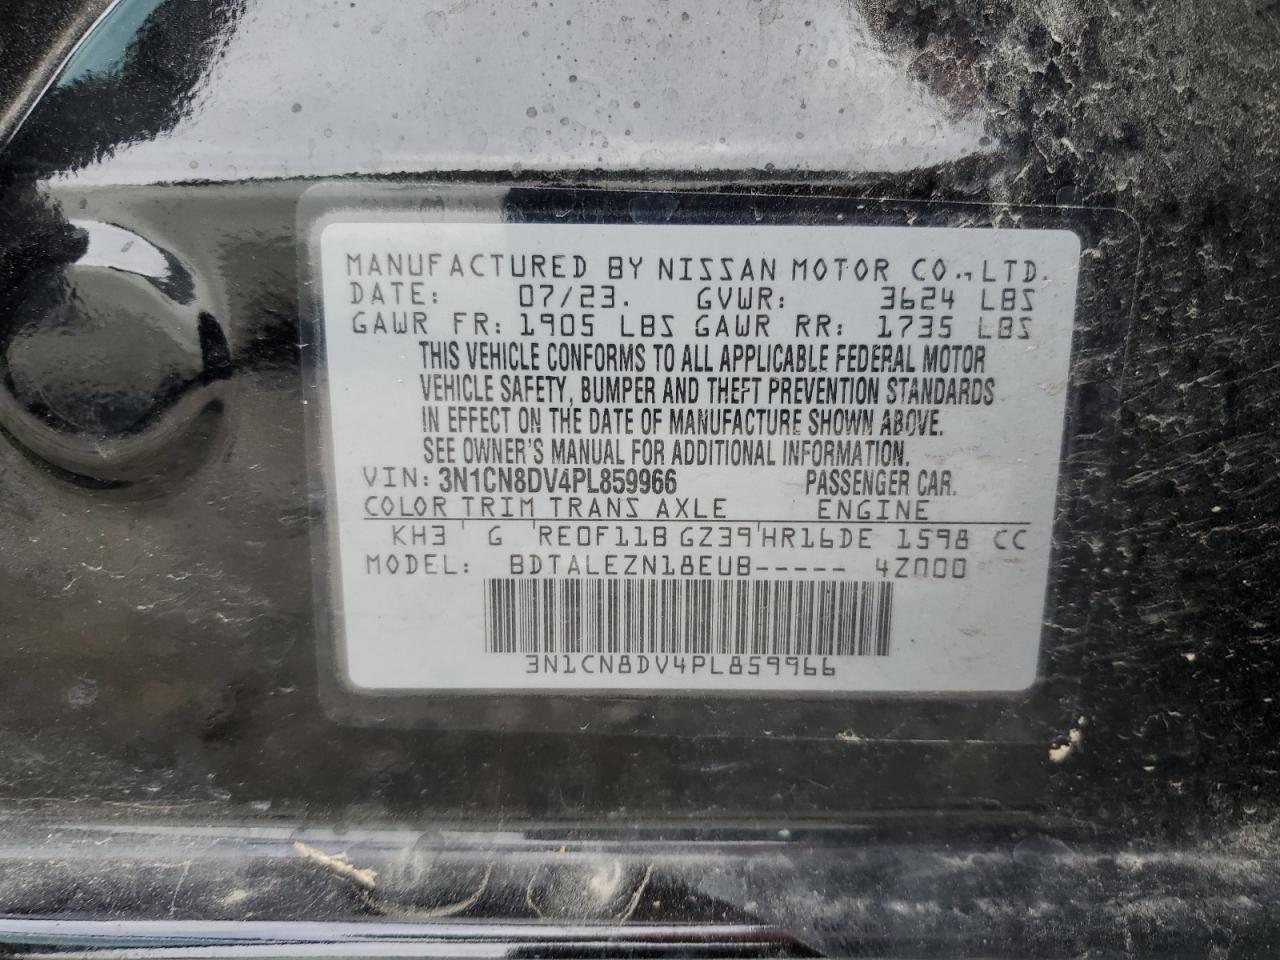 MANUFACTURED BY NISSAN MOTOR CO., LTD.
DATE: 07/23. GVWR: 3624 LBS
GAWR FR: 1905 LBS GAWR RR: 1735 LBS
THIS VEHICLE CONFORMS TO ALL APPLICABLE FEDERAL MOTOR
VEHICLE SAFETY, BUMPER AND THEFT PREVENTION STANDARDS
IN EFFECT ON THE DATE OF MANUFACTURE SHOWN ABOVE.
SEE OWNER'S MANUAL FOR ADDITIONAL INFORMATION.
VIN: 3N1CN8DV4PL859966 PASSENGER CAR.
COLOR TRIM TRANS AXLE ENGINE
KH3 ' G 'RE0F11B GZ39'HR16DE 1598 CC
MODEL: BDTALEZN18EUB----- 4Z000
3N1CN8DV4PL859966